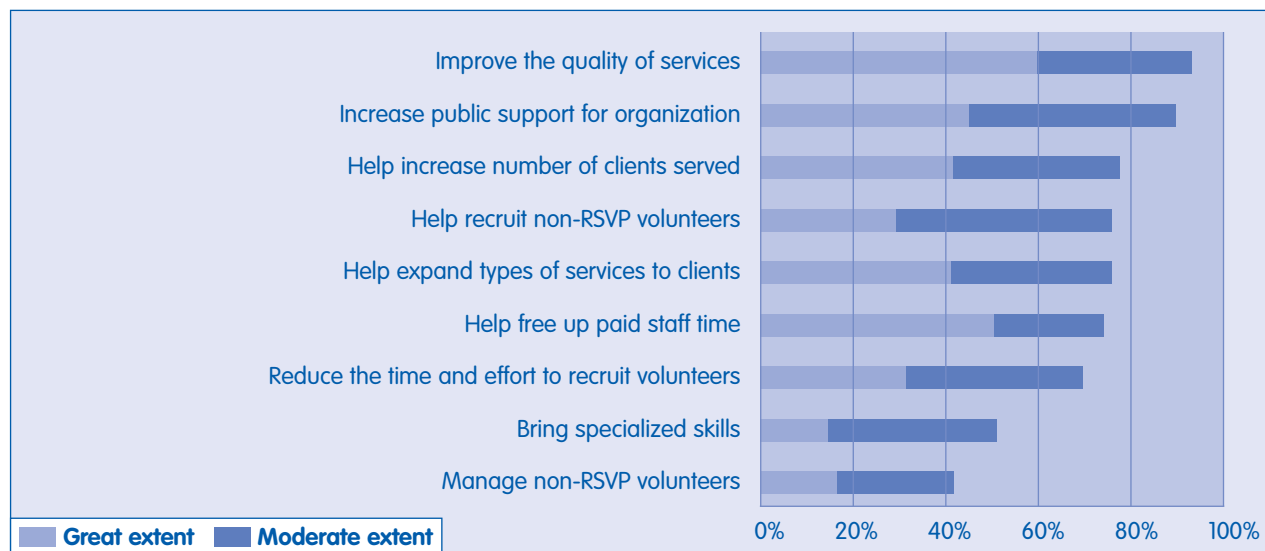 Improve the quality of services
Increase public support for organization
Help increase number of clients served
Help recruit non-RSVP volunteers
Help expand types of services to clients
Help free up paid staff time
Reduce the time and effort to recruit volunteers
Bring specialized skills
Manage non-RSVP volunteers
0% 20% 40% 60% 80% 100%
Great extent Moderate extent